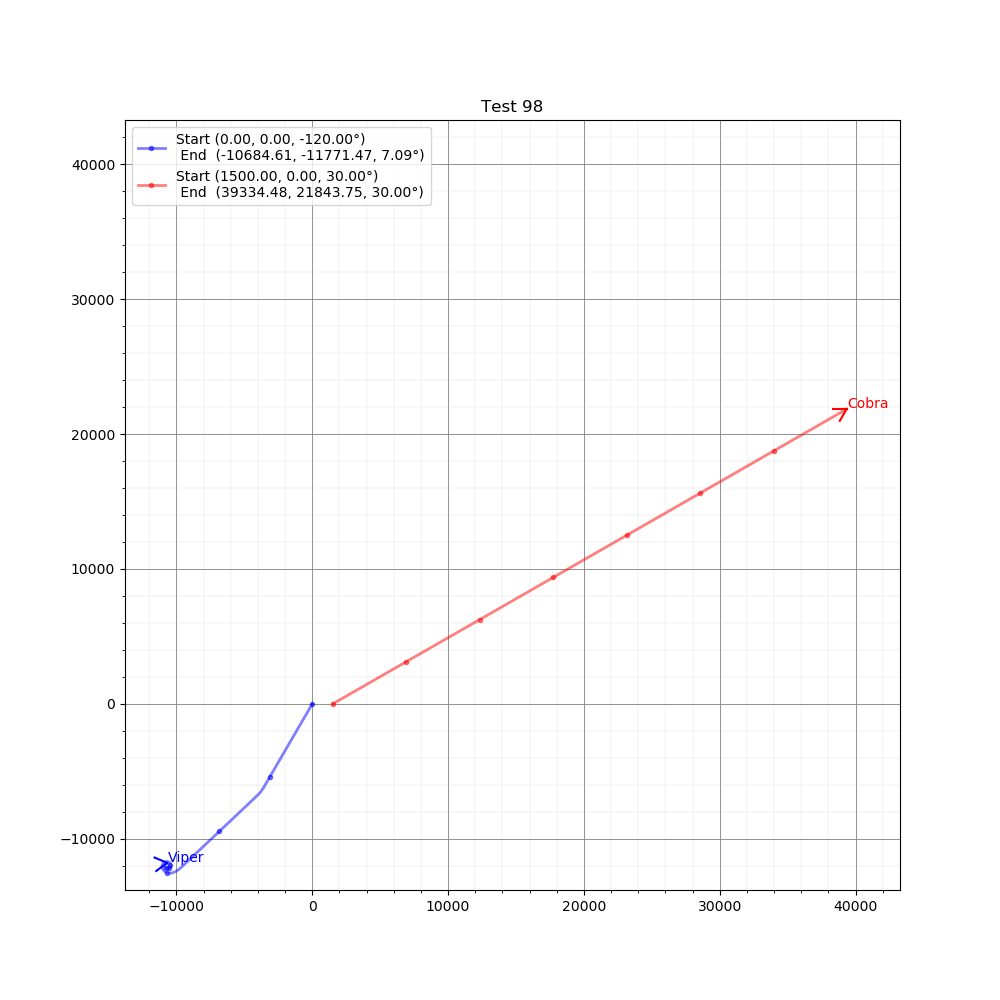 Test 98
Start (0.00, 0.00, -120.00°)
End  (-10684.61, -11771.47, 7.09°)
Start (1500.00, 0.00, 30.00°)
End  (39334.48, 21843.75, 30.00°)
40000
30000
20000
10000
0
−10000
Cobra
Viper
−10000
0
10000
20000
30000
40000